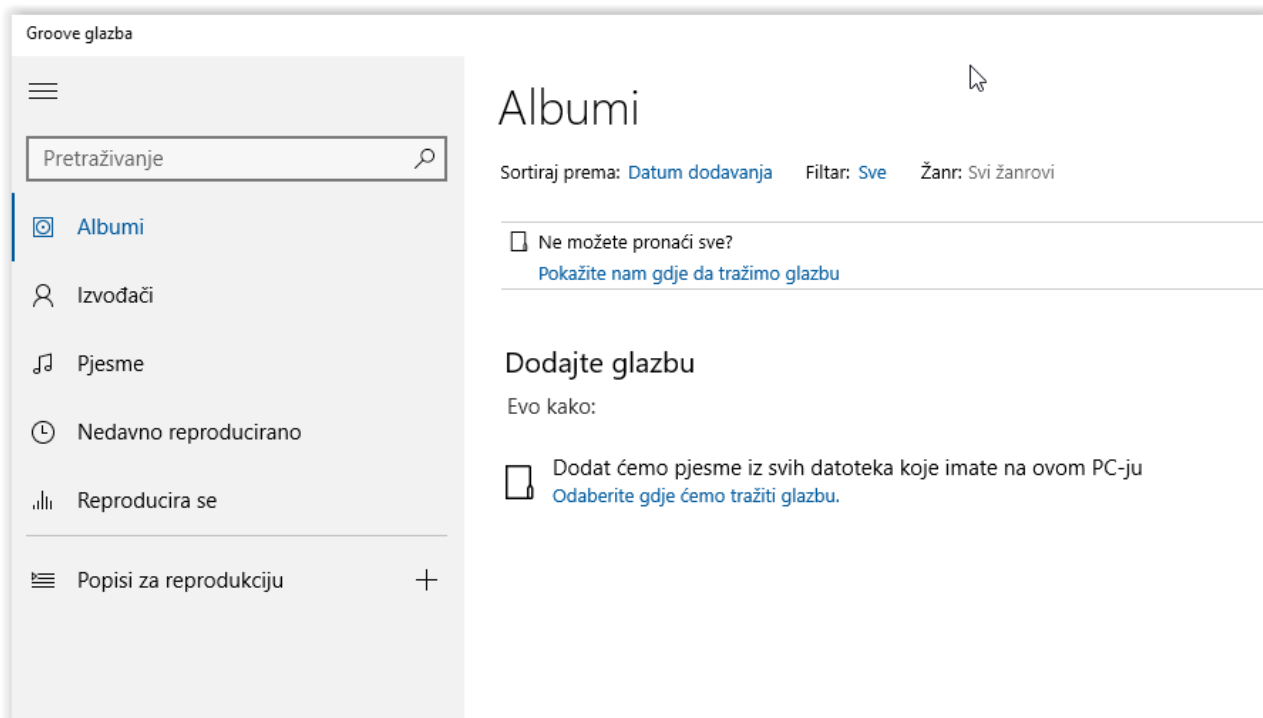 Groove glazba
Pretraživanje
Albumi
Izvođači
Pjesme
Nedavno reproducirano
Reproducira se
Popisi za reprodukciju
Albumi
Sortiraj prema: Datum dodavanja Filtar: Sve Žanr: Svi žanrovi
Ne možete pronaći sve?
Pokažite nam gdje da tražimo glazbu
Dodajte glazbu
Evo kako:
Dodat ćemo pjesme iz svih datoteka koje imate na ovom PC-ju
Odaberite gdje ćemo tražiti glazbu.